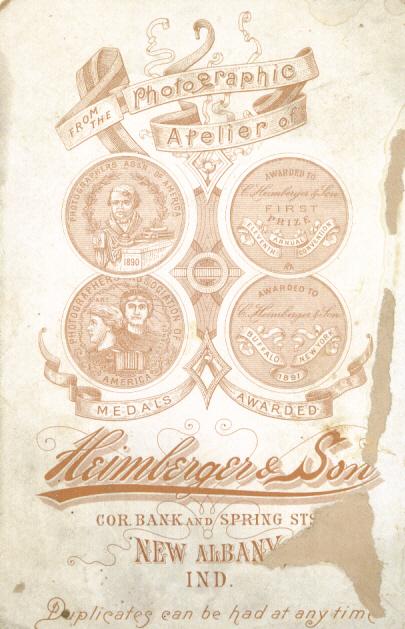 FROM THE
Photographic
Atelier of
PHOTOGRAPHERS' ASSN. OF AMERICA
1890
AWARDED TO
C. Heimberger & Son
FIRST
PRIZE
ELEVENTH ANNUAL CONVENTION
PHOTOGRAPHERS ASSOCIATION OF
AMERICA
AWARDED TO
C. Heimberger & Son
BUFFALO, NEW YORK
1891
MEDALS AWARDED
Heimberger & Son
COR. BANK AND SPRING STS
NEW ALBANY,
IND.
Duplicates can be had at any time